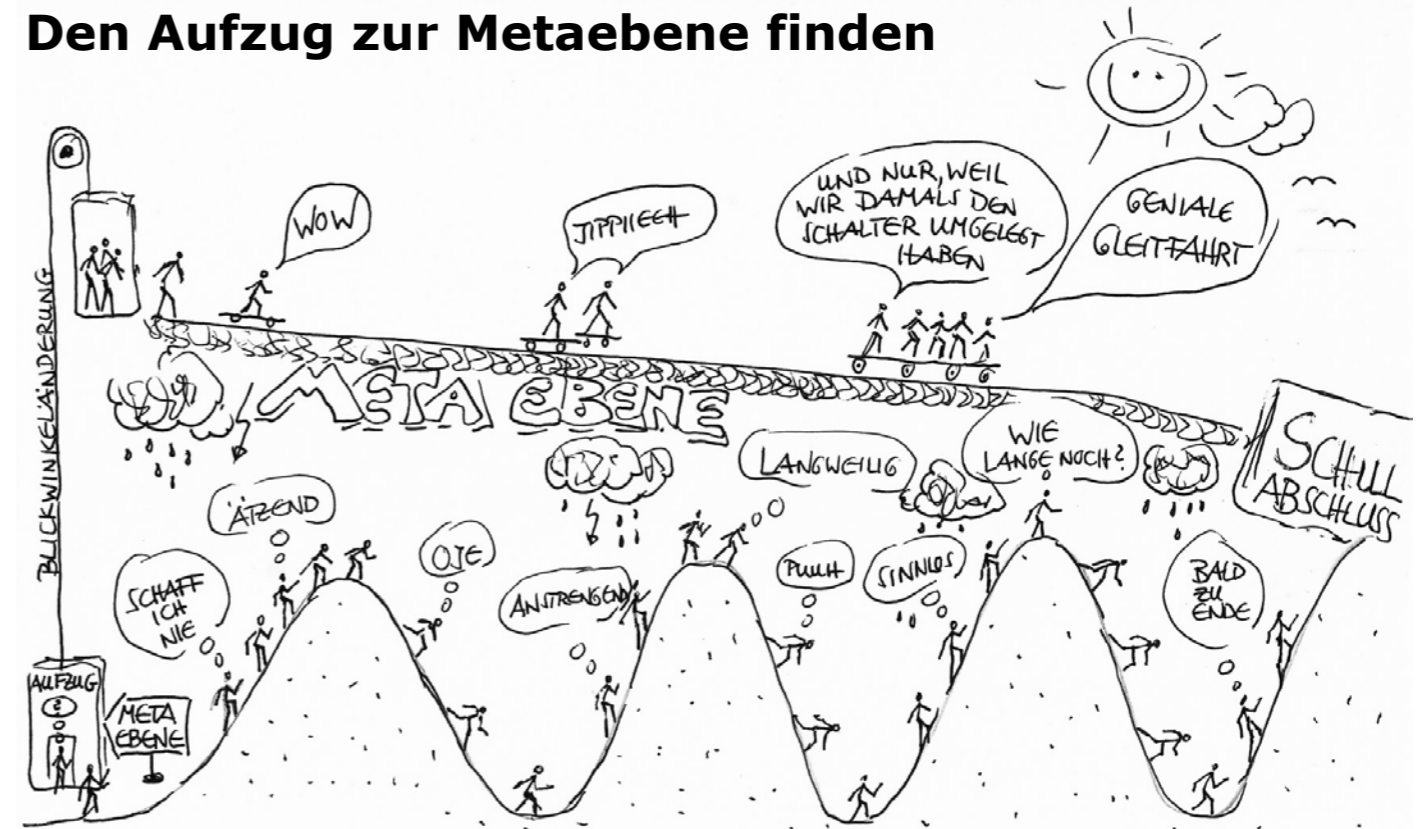 Den Aufzug zur Metaebene finden
BLICKWINKELÄNDERUNG
WOW
JIPPIIEEH
UND NUR, WEIL
WIR DAMALS DEN
SCHALTER UMGELEGT
HABEN
GENIALE
GLEITFAHRT
META EBENE
SCHUL
ABSCHLUSS
SCHAFF
ICH
NIE
ÄTZEND
OJE
ANSTRENGEND
LANGWEILIG
PUUH
SINNLOS
WIE
LANGE NOCH?
BALD
ZU
ENDE
AUFZUG
META
EBENE